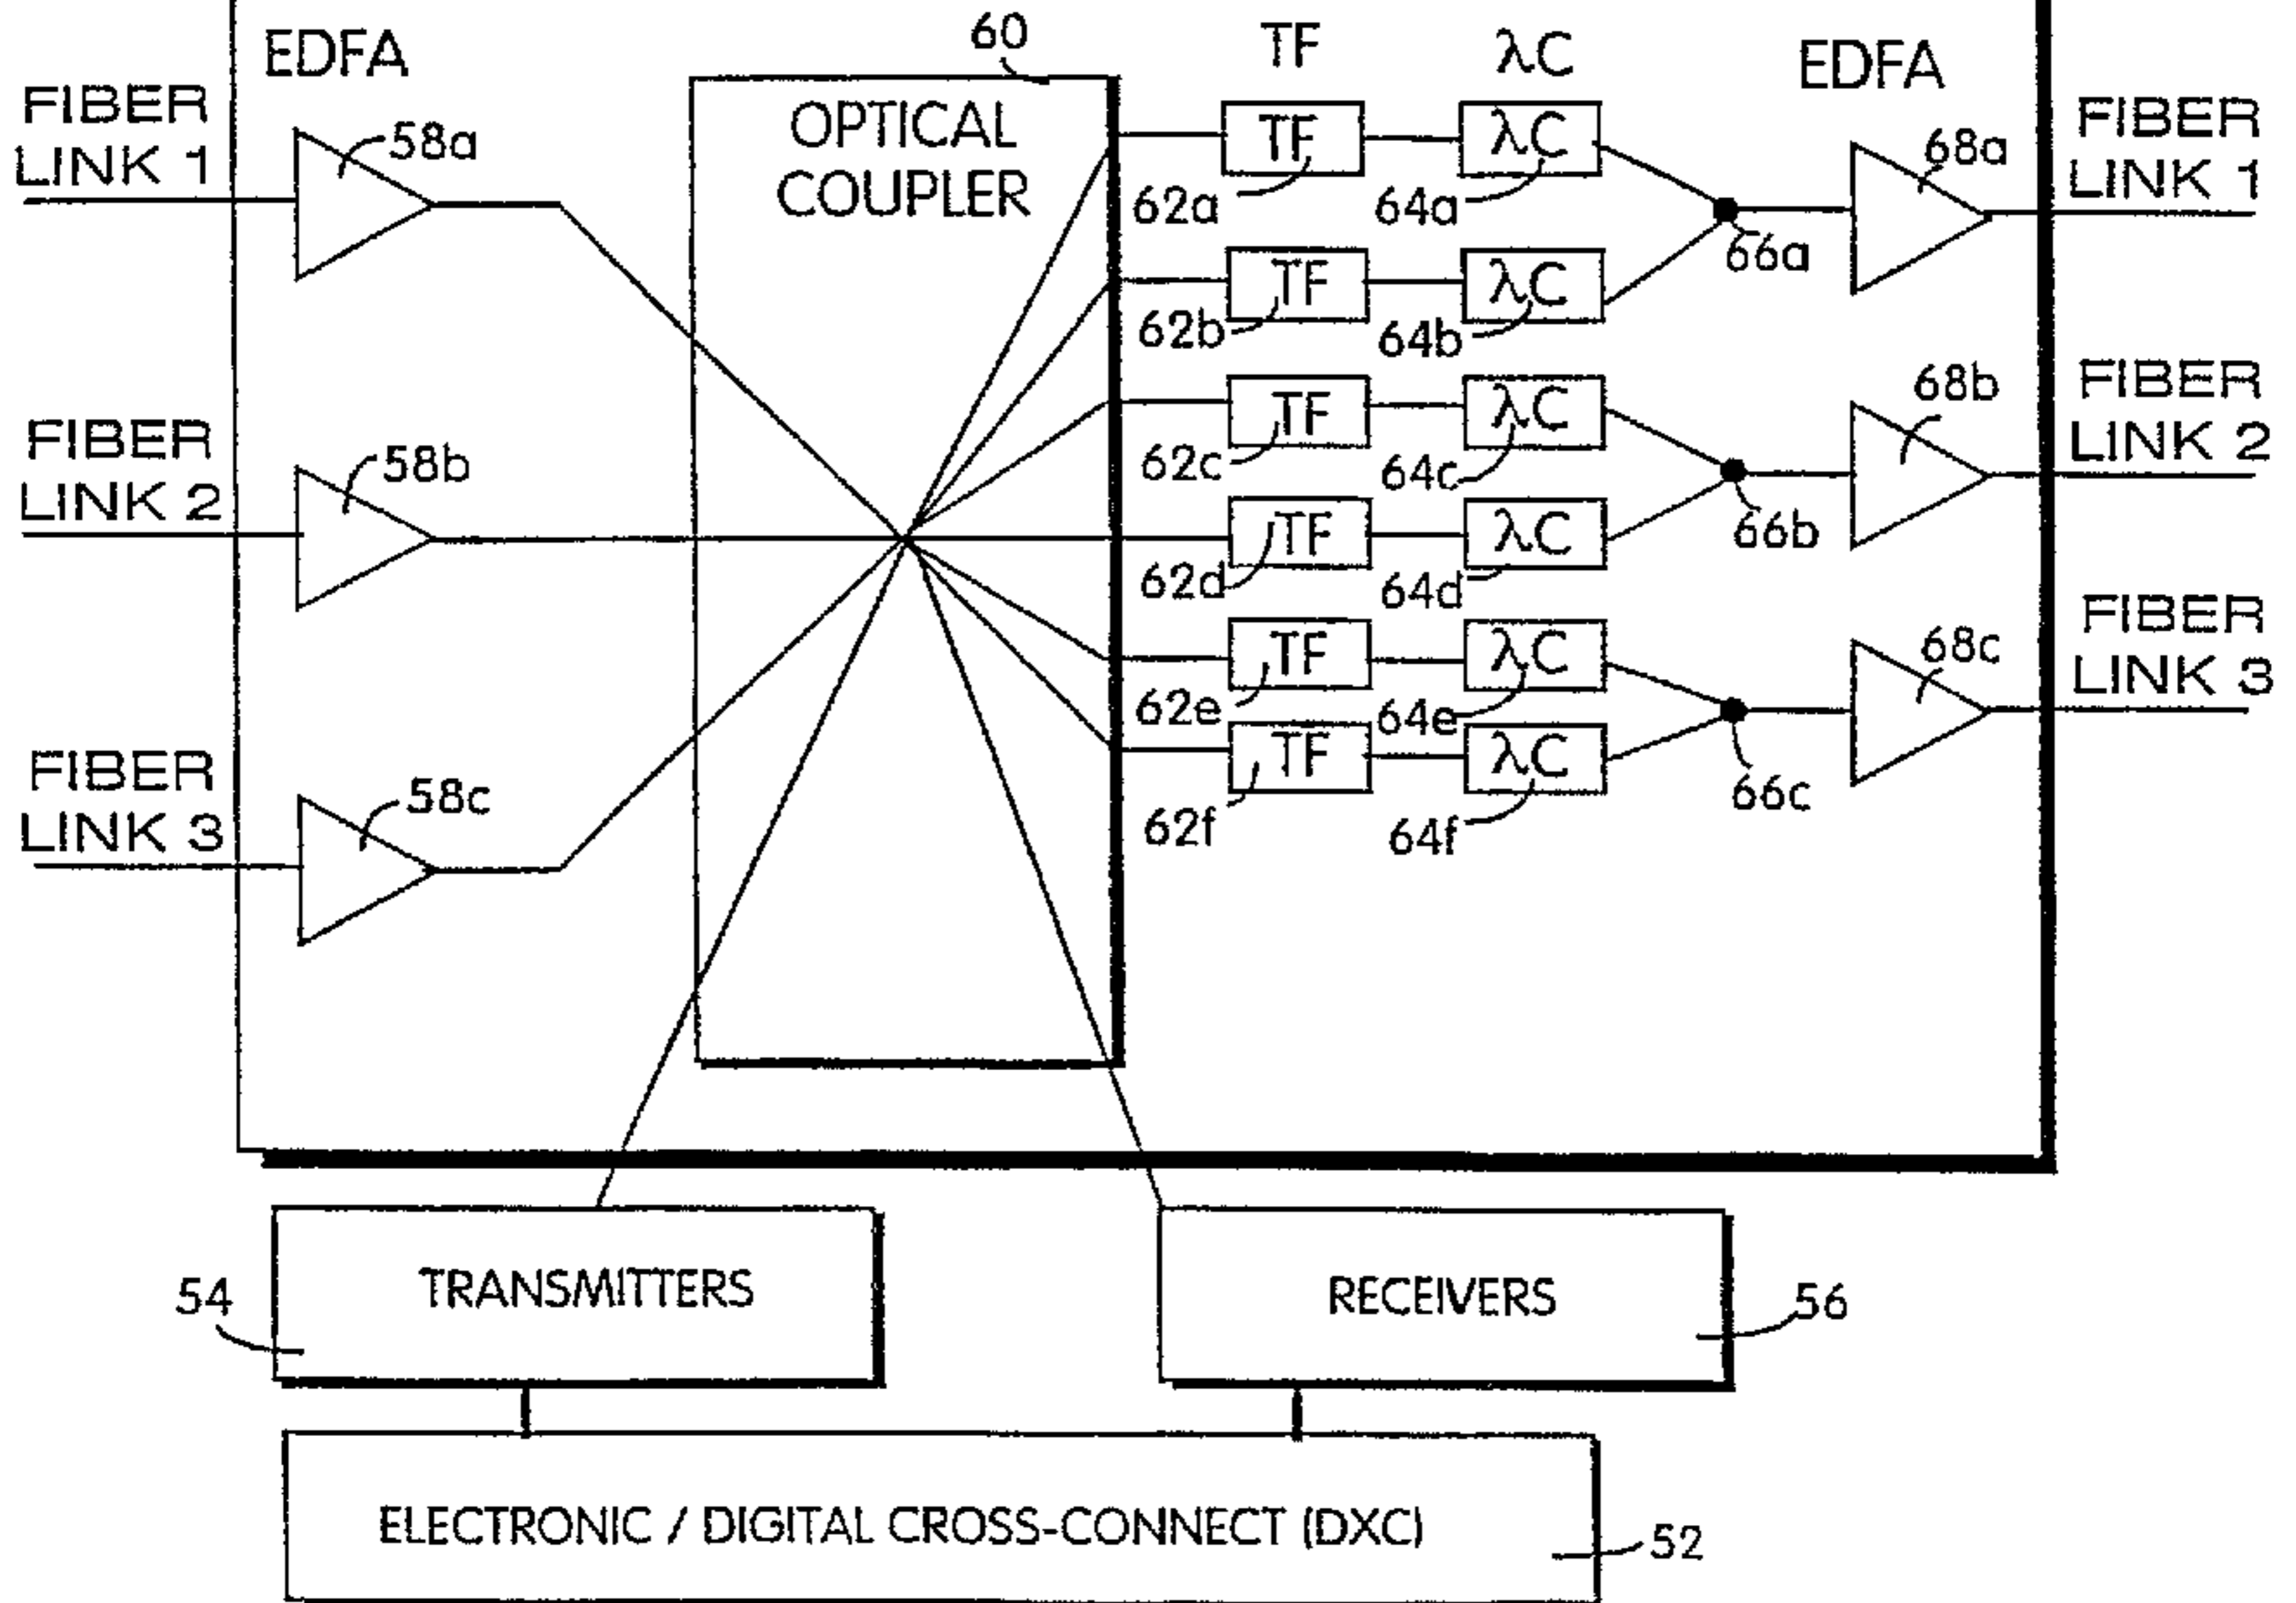 60
TF
λC
EDFA
EDFA
FIBER
LINK 1
58a
OPTICAL
COUPLER
TF
λC
68a
FIBER
LINK 1
62a
64a
66a
TF
λC
62b
64b
FIBER
LINK 2
58b
TF
λC
68b
FIBER
LINK 2
62c
64c
TF
λC
66b
62d
64d
FIBER
LINK 3
58c
TF
λC
68c
FIBER
LINK 3
62e
64e
TF
λC
66c
62f
64f
54
TRANSMITTERS
RECEIVERS
56
ELECTRONIC / DIGITAL CROSS-CONNECT (DXC)
52